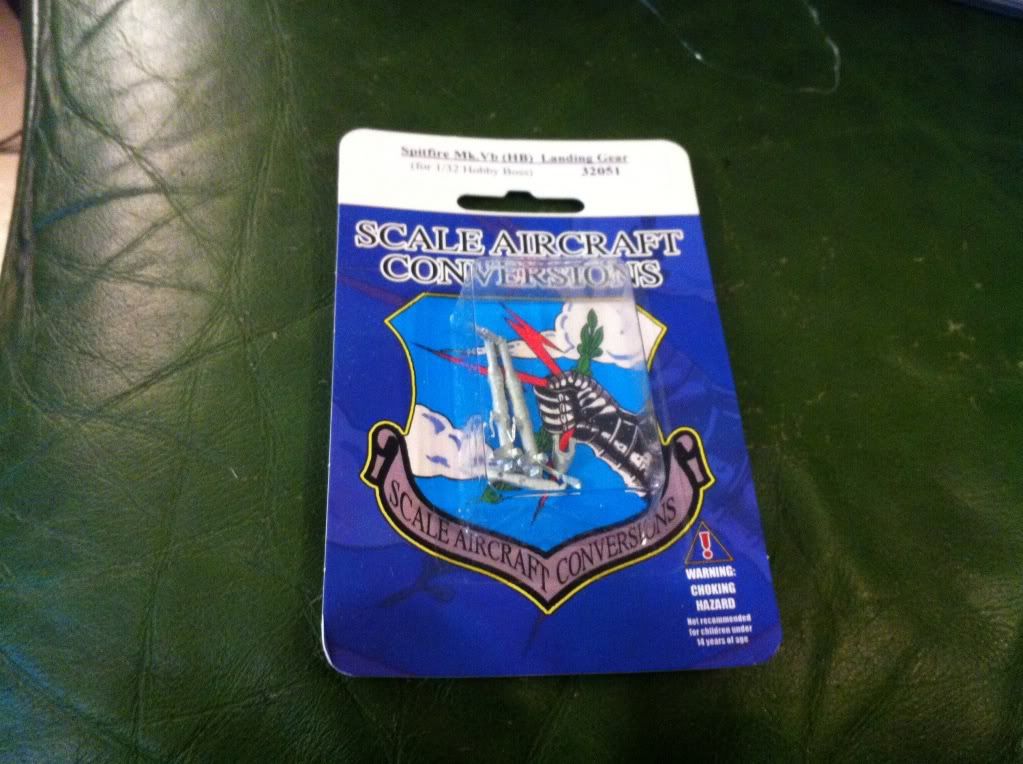 Spitfire Mk.Vb (HB) Landing Gear
(for 1/32 Hobby Boss) 32051
SCALE AIRCRAFT
CONVERSIONS
SCALE AIRCRAFT CONVERSIONS
!
WARNING:
CHOKING
HAZARD
Not recommended
for children under
14 years of age